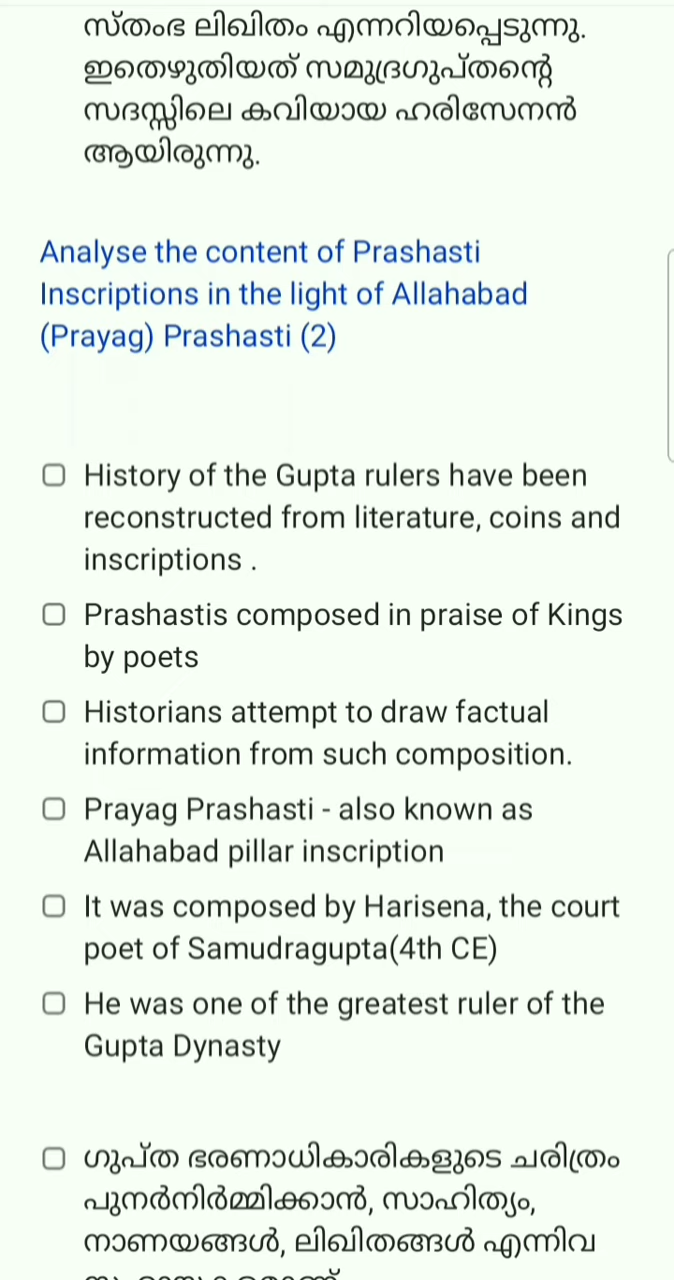 സ്തംഭ ലിഖിതം എന്നറിയപ്പെടുന്നു.
ഇതെഴുതിയത് സമുദ്രഗുപ്തന്റെ
സദസ്സിലെ കവിയായ ഹരിസേനൻ
ആയിരുന്നു.
Analyse the content of Prashasti
Inscriptions in the light of Allahabad
(Prayag) Prashasti (2)
History of the Gupta rulers have been
reconstructed from literature, coins and
inscriptions .
Prashastis composed in praise of Kings
by poets
Historians attempt to draw factual
information from such composition.
Prayag Prashasti - also known as
Allahabad pillar inscription
It was composed by Harisena, the court
poet of Samudragupta(4th CE)
He was one of the greatest ruler of the
Gupta Dynasty
ഗുപ്ത ഭരണാധികാരികളുടെ ചരിത്രം
പുനർനിർമ്മിക്കാൻ, സാഹിത്യം,
നാണയങ്ങൾ, ലിഖിതങ്ങൾ എന്നിവ